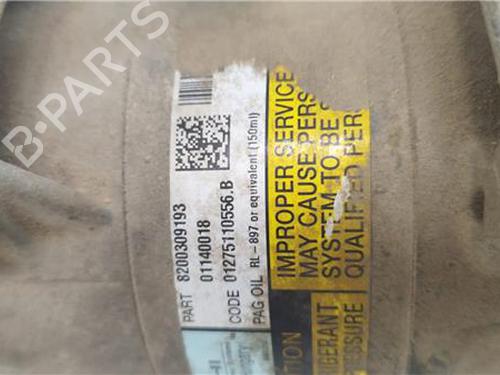 B-PARTS
PART 8200309193
01140018
CODE 01275110556.B
PAG OIL RL-897 or equivalent (150ml)
IMPROPER SERVICE
MAY CAUSE PERS
SYSTEM TO BE S
QUALIFIED PER